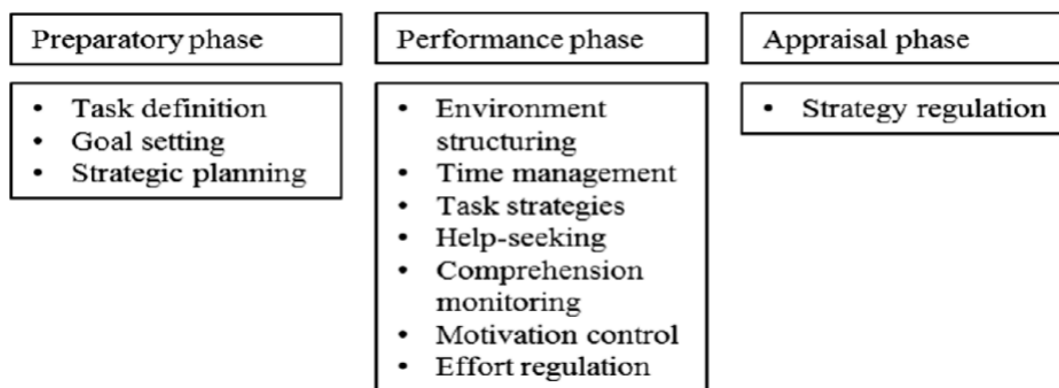 Preparatory phase
• Task definition
• Goal setting
• Strategic planning
Performance phase
• Environment
structuring
• Time management
• Task strategies
• Help-seeking
• Comprehension
monitoring
• Motivation control
• Effort regulation
Appraisal phase
• Strategy regulation